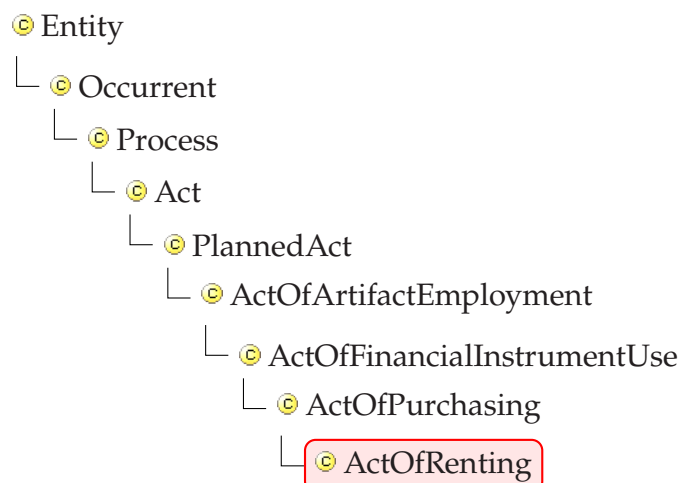 Entity
Occurrent
Process
Act
PlannedAct
ActOfArtifactEmployment
ActOfFinancialInstrumentUse
ActOfPurchasing
ActOfRenting